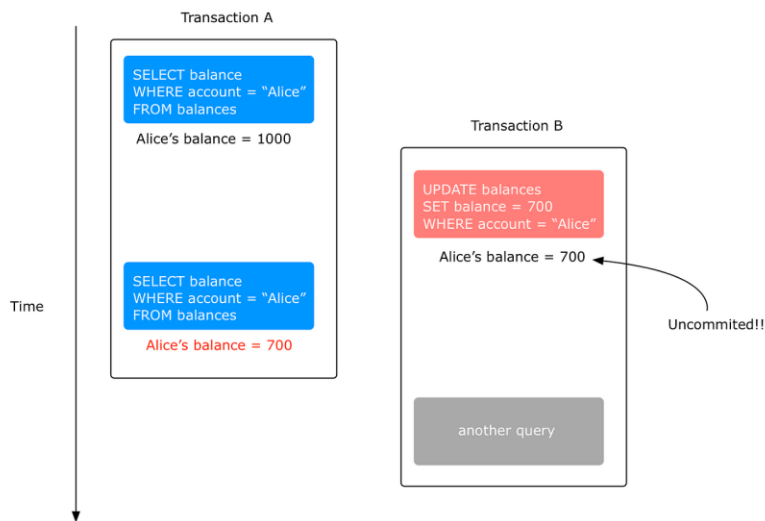 Transaction A
SELECT balance
WHERE account = “Alice”
FROM balances
Alice’s balance = 1000
Transaction B
UPDATE balances
SET balance = 700
WHERE account = “Alice”
Alice’s balance = 700
SELECT balance
WHERE account = “Alice”
FROM balances
Alice’s balance = 700
Time
Uncommited!!
another query